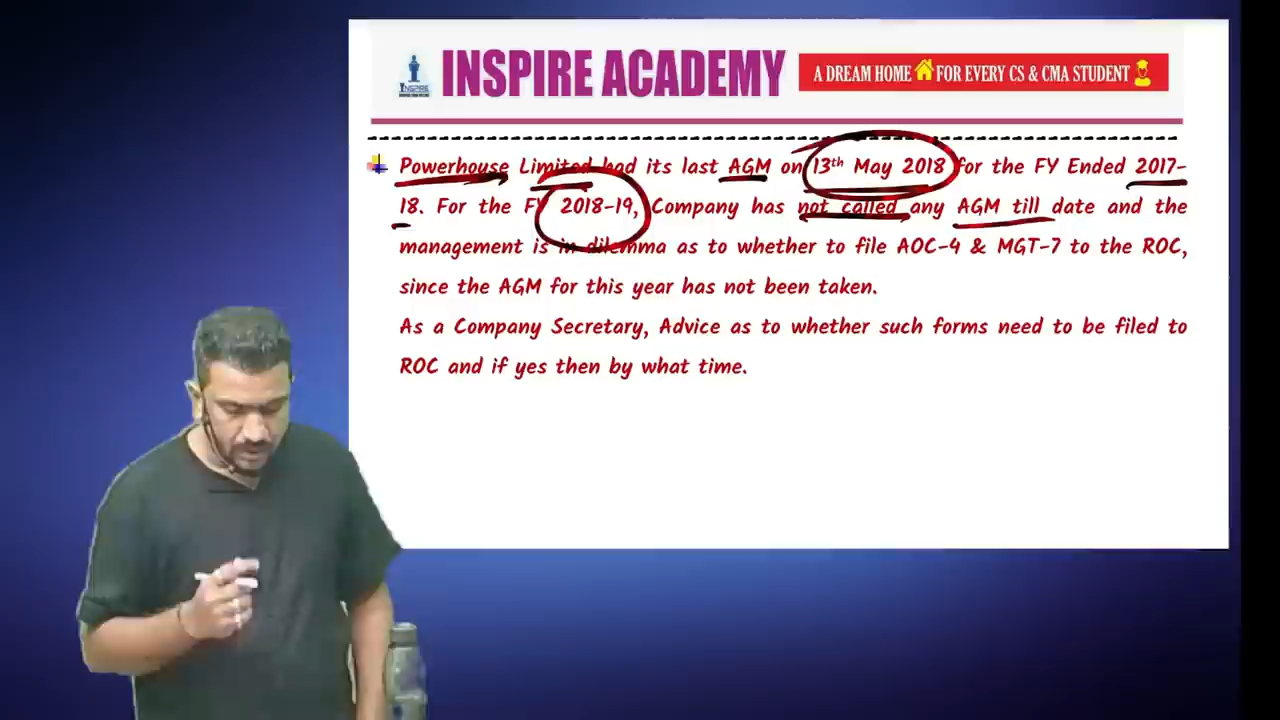 INSPIRE ACADEMY
A DREAM HOME FOR EVERY CS & CMA STUDENT
INSPIRE
Powerhouse Limited had its last AGM on 13th May 2018 for the FY Ended 2017-
18. For the FY 2018-19, Company has not called any AGM till date and the
management is in dilemma as to whether to file AOC-4 & MGT-7 to the ROC,
since the AGM for this year has not been taken.
As a Company Secretary, Advice as to whether such forms need to be filed to
ROC and if yes then by what time.